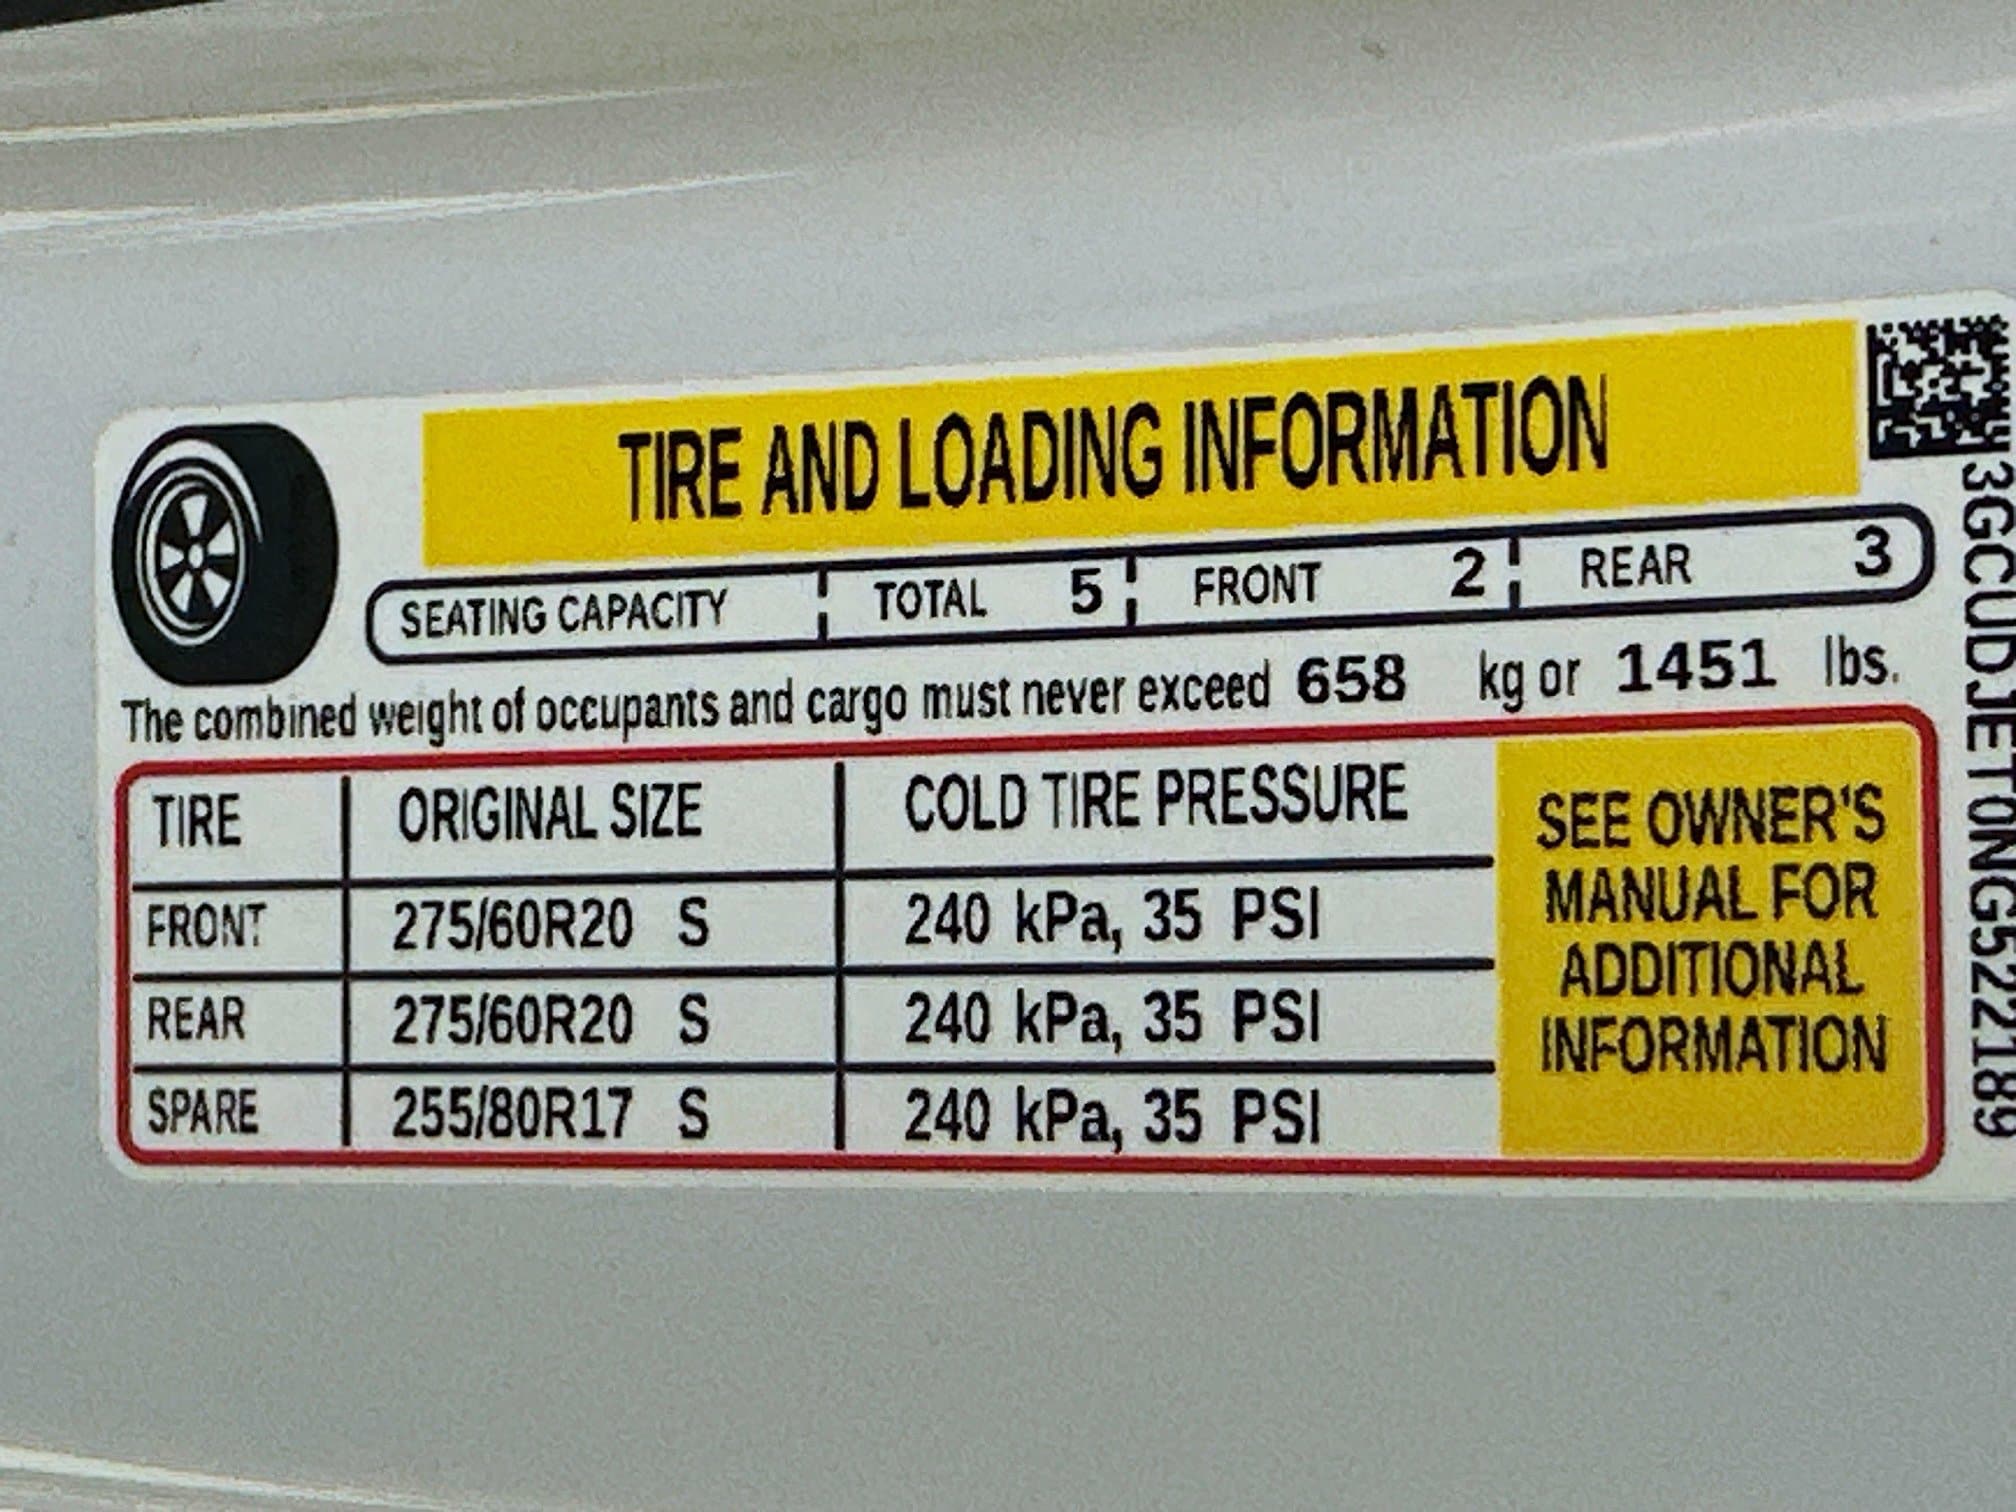 TIRE AND LOADING INFORMATION
SEATING CAPACITY TOTAL 5 FRONT 2 REAR 3
The combined weight of occupants and cargo must never exceed 658 kg or 1451 lbs.
TIRE ORIGINAL SIZE COLD TIRE PRESSURE
FRONT 275/60R20 S 240 kPa, 35 PSI
REAR 275/60R20 S 240 kPa, 35 PSI
SPARE 255/80R17 S 240 kPa, 35 PSI
SEE OWNER'S
MANUAL FOR
ADDITIONAL
INFORMATION
3GCUDJET0NG522189